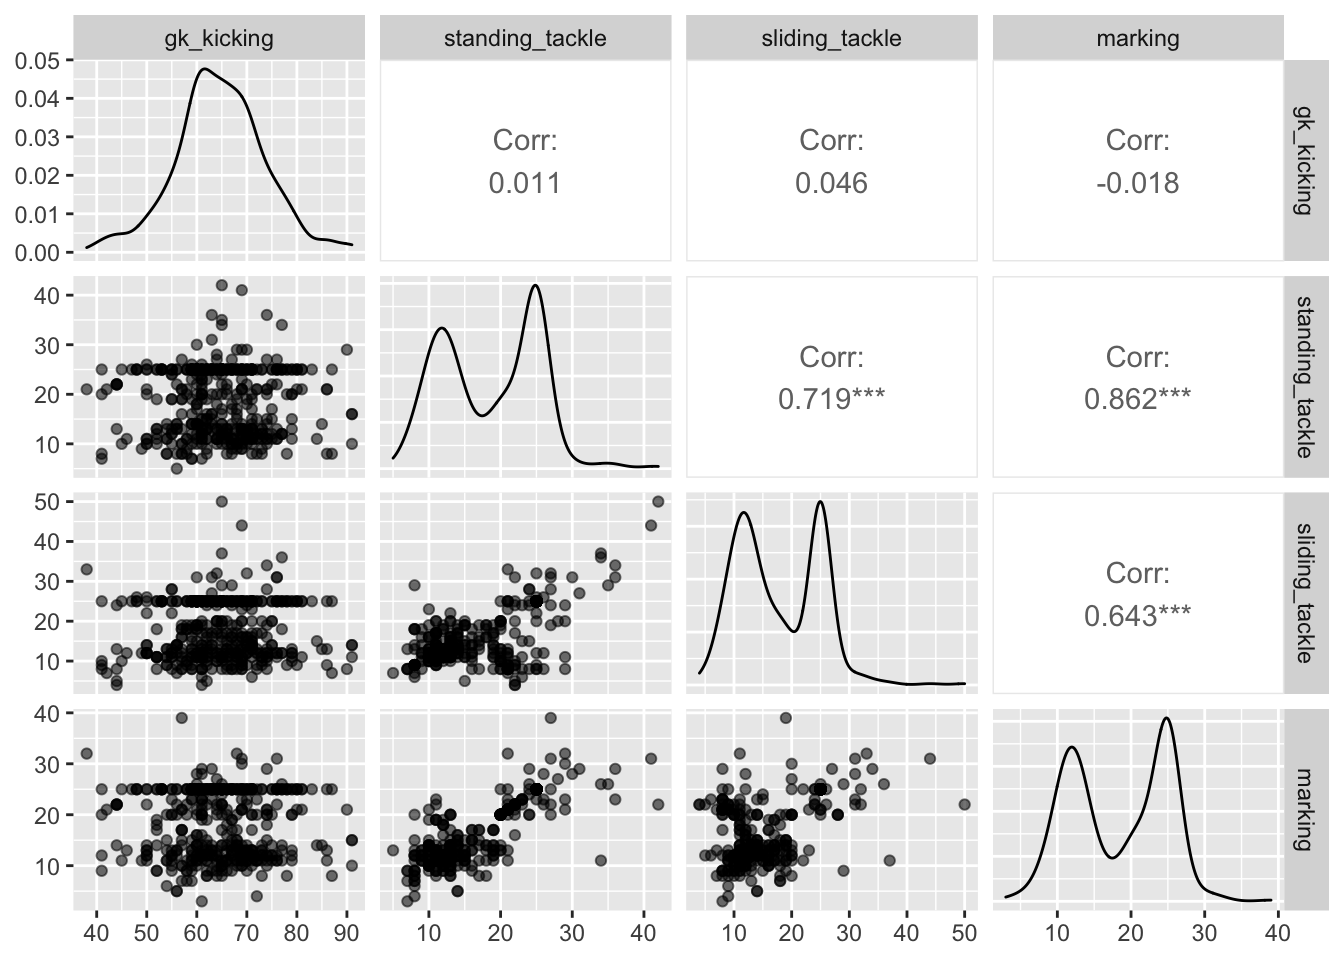 gk_kicking
standing_tackle
sliding_tackle
marking
0.05
0.04
0.03
0.02
0.01
0.00
Corr:
0.011
Corr:
0.046
Corr:
-0.018
gk_kicking
40
30
20
10
Corr:
0.719***
Corr:
0.862***
standing_tackle
50
40
30
20
10
Corr:
0.643***
sliding_tackle
40
30
20
10
marking
40 50 60 70 80 90
10 20 30 40
10 20 30 40 50
10 20 30 40